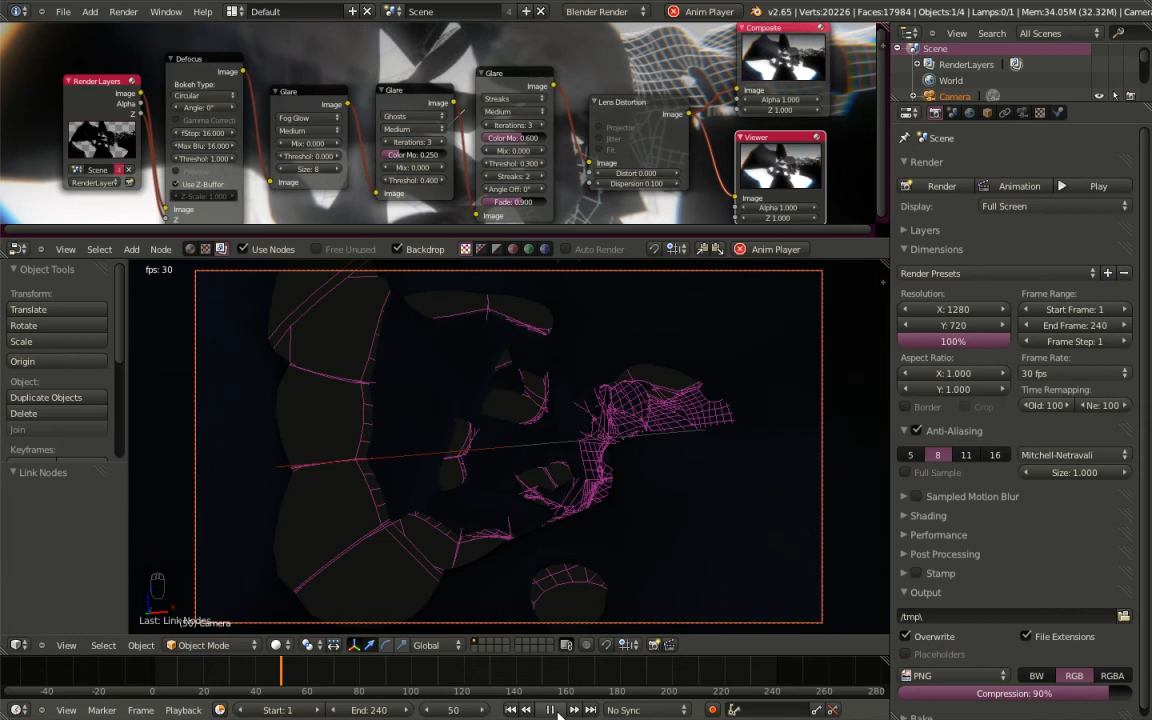 File Add Render Window Help Default Scene 4 Blender Render Anim Player v2.65 | Verts:20226 | Faces:17984 | Objects:1/4 | Lamps:0/1 | Mem:34.05M (32.32M) | Camera
RenderLayers
Image
Alpha
Z
Scene 4
RenderLayer
Defocus
Image
Bokeh Type:
Circular
Angle: 0°
Gamma Correcti
fStop: 16.000
Max Blur: 16.000
Threshol: 1.000
Preview
Use Z-Buffer
Z-Scale: 1.000
Image
Z
Glare
Image
Fog Glow
Medium
Mix: 0.000
Threshol: 0.000
Size: 8
Image
Glare
Image
Ghosts
Medium
Iterations: 3
Color Mo: 0.250
Mix: 0.000
Threshol: 0.400
Image
Glare
Image
Streaks
Medium
Iterations: 3
Color Mo: 0.600
Mix: 0.000
Threshol: 0.300
Streaks: 2
Angle Off: 0°
Fade: 0.900
Image
Lens Distortion
Image
Projector
Jitter
Fit
Image
Distort 0.000
Dispersion 0.100
Composite
Image
Alpha 1.000
Z 1.000
Viewer
Image
Alpha 1.000
Z 1.000
View Select Add Node Use Nodes Free Unused Backdrop Auto Render Anim Player
Object Tools
Transform:
Translate
Rotate
Scale
Origin
Object:
Duplicate Objects
Delete
Join
Keyframes:
Link Nodes
fps: 30
Last: Link Nodes
(50) Camera
View Select Object Object Mode Global
-40 -20 0 20 40 60 80 100 120 140 160 180 200 220 240 260 280
View Marker Frame Playback Start: 1 End: 240 50 No Sync
View Search All Scenes
Scene
RenderLayers
World
Camera
Scene
Render
Render Animation Play
Display: Full Screen
Layers
Dimensions
Render Presets
Resolution: Frame Range:
X: 1280 Start Frame: 1
Y: 720 End Frame: 240
100% Frame Step: 1
Aspect Ratio: Frame Rate:
X: 1.000 30 fps
Y: 1.000 Time Remapping:
Border Crop Old: 100 Ne: 100
Anti-Aliasing
5 8 11 16 Mitchell-Netravali
Full Sample Size: 1.000
Sampled Motion Blur
Shading
Performance
Post Processing
Stamp
Output
/tmp\
Overwrite File Extensions
Placeholders
PNG BW RGB RGBA
Compression: 90%
Bake